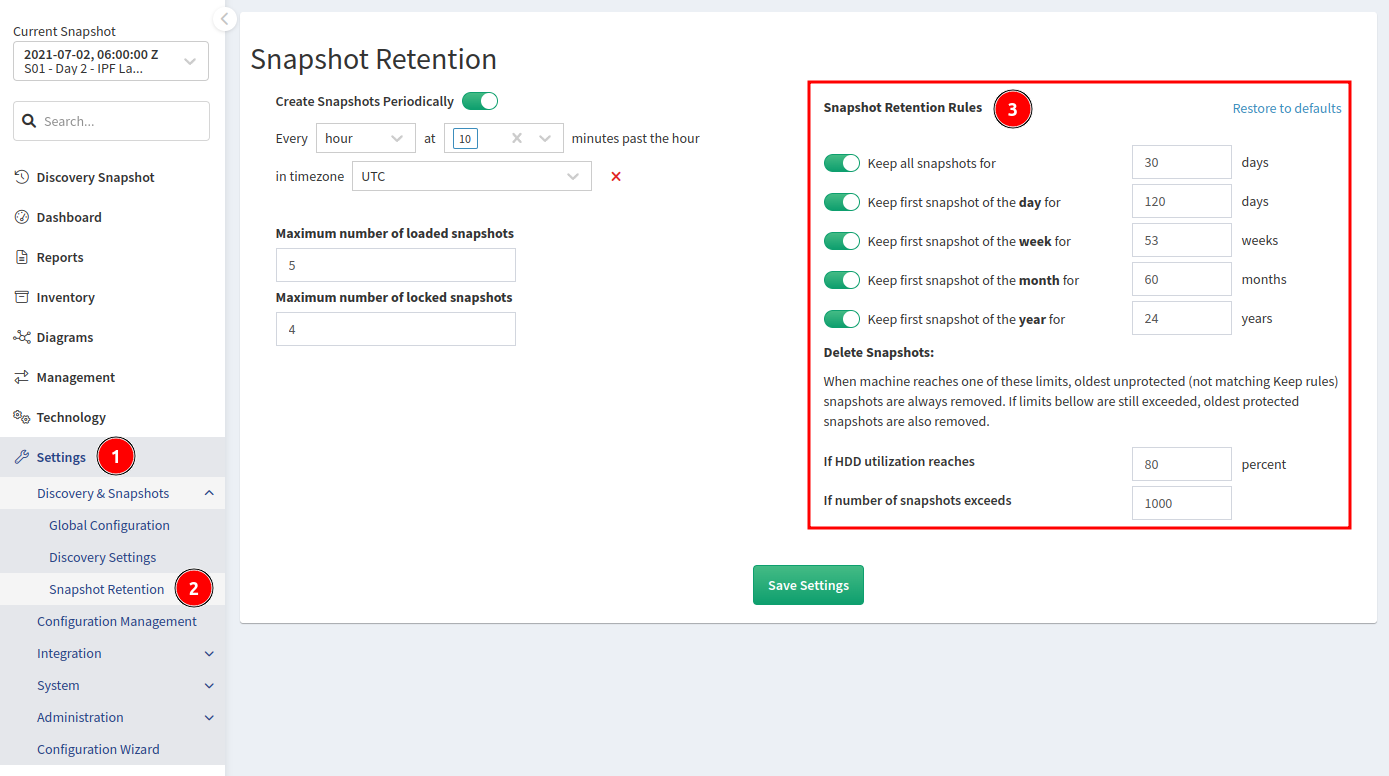 Current Snapshot
2021-07-02, 06:00:00 Z
S01 - Day 2 - IPF La...
Search...
Discovery Snapshot
Dashboard
Reports
Inventory
Diagrams
Management
Technology
Settings 1
Discovery & Snapshots
Global Configuration
Discovery Settings
Snapshot Retention 2
Configuration Management
Integration
System
Administration
Configuration Wizard
Snapshot Retention
Create Snapshots Periodically
Every hour at 10 minutes past the hour
in timezone UTC
Maximum number of loaded snapshots
5
Maximum number of locked snapshots
4
Snapshot Retention Rules 3 Restore to defaults
Keep all snapshots for 30 days
Keep first snapshot of the day for 120 days
Keep first snapshot of the week for 53 weeks
Keep first snapshot of the month for 60 months
Keep first snapshot of the year for 24 years
Delete Snapshots:
When machine reaches one of these limits, oldest unprotected (not matching Keep rules)
snapshots are always removed. If limits bellow are still exceeded, oldest protected
snapshots are also removed.
If HDD utilization reaches 80 percent
If number of snapshots exceeds 1000
Save Settings